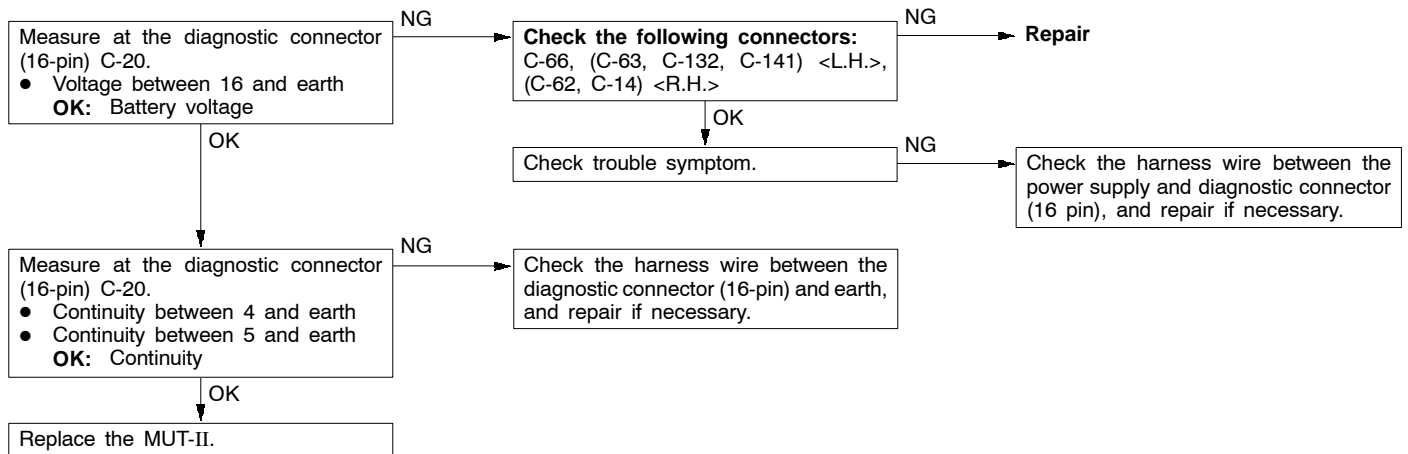 Measure at the diagnostic connector
(16-pin) C-20.
● Voltage between 16 and earth
OK: Battery voltage
NG
Check the following connectors:
C-66, (C-63, C-132, C-141) <L.H.>,
(C-62, C-14) <R.H.>
NG
Repair
OK
OK
Check trouble symptom.
NG
Check the harness wire between the
power supply and diagnostic connector
(16 pin), and repair if necessary.
Measure at the diagnostic connector
(16-pin) C-20.
● Continuity between 4 and earth
● Continuity between 5 and earth
OK: Continuity
NG
Check the harness wire between the
diagnostic connector (16-pin) and earth,
and repair if necessary.
OK
Replace the MUT-II.